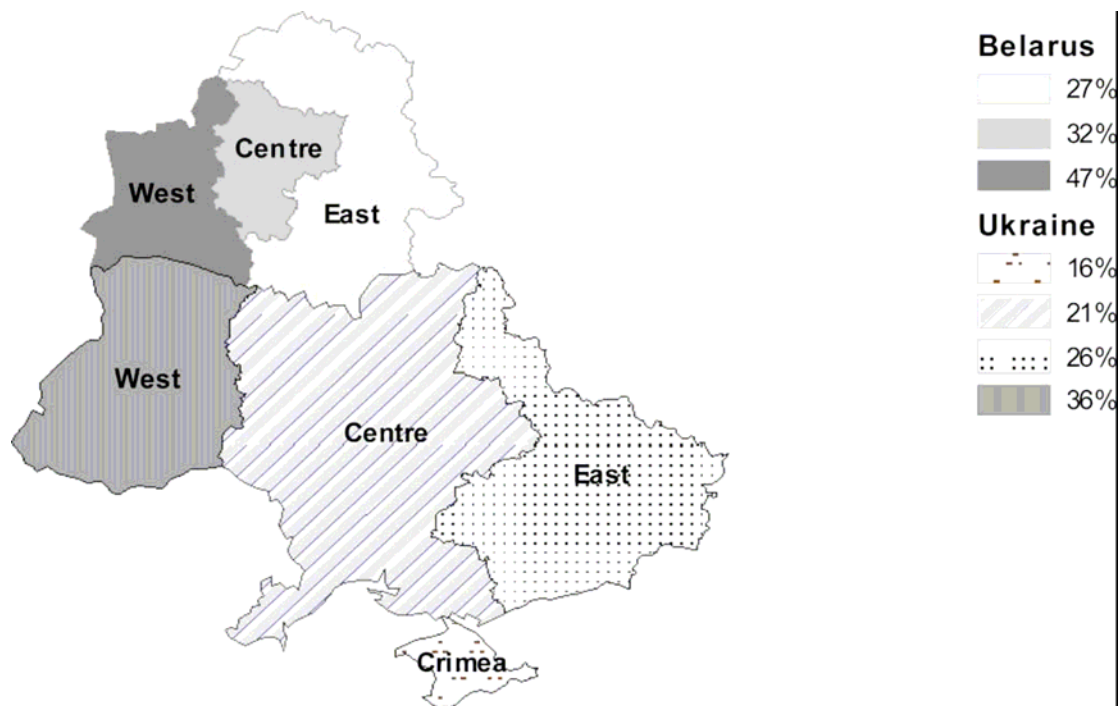 Belarus
27%
32%
47%
Ukraine
16%
21%
26%
36%
Centre
West
East
West
Centre
East
Crimea